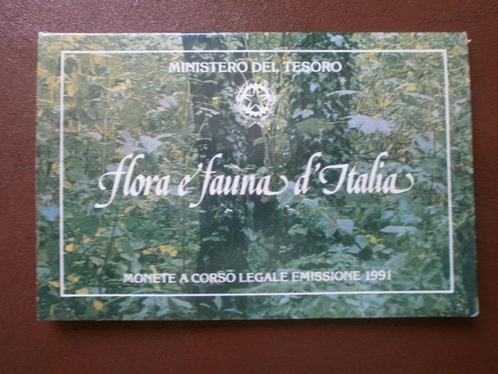 MINISTERO DEL TESORO
flora e fauna d'Italia
MONETE A CORSO LEGALE EMISSIONE 1991